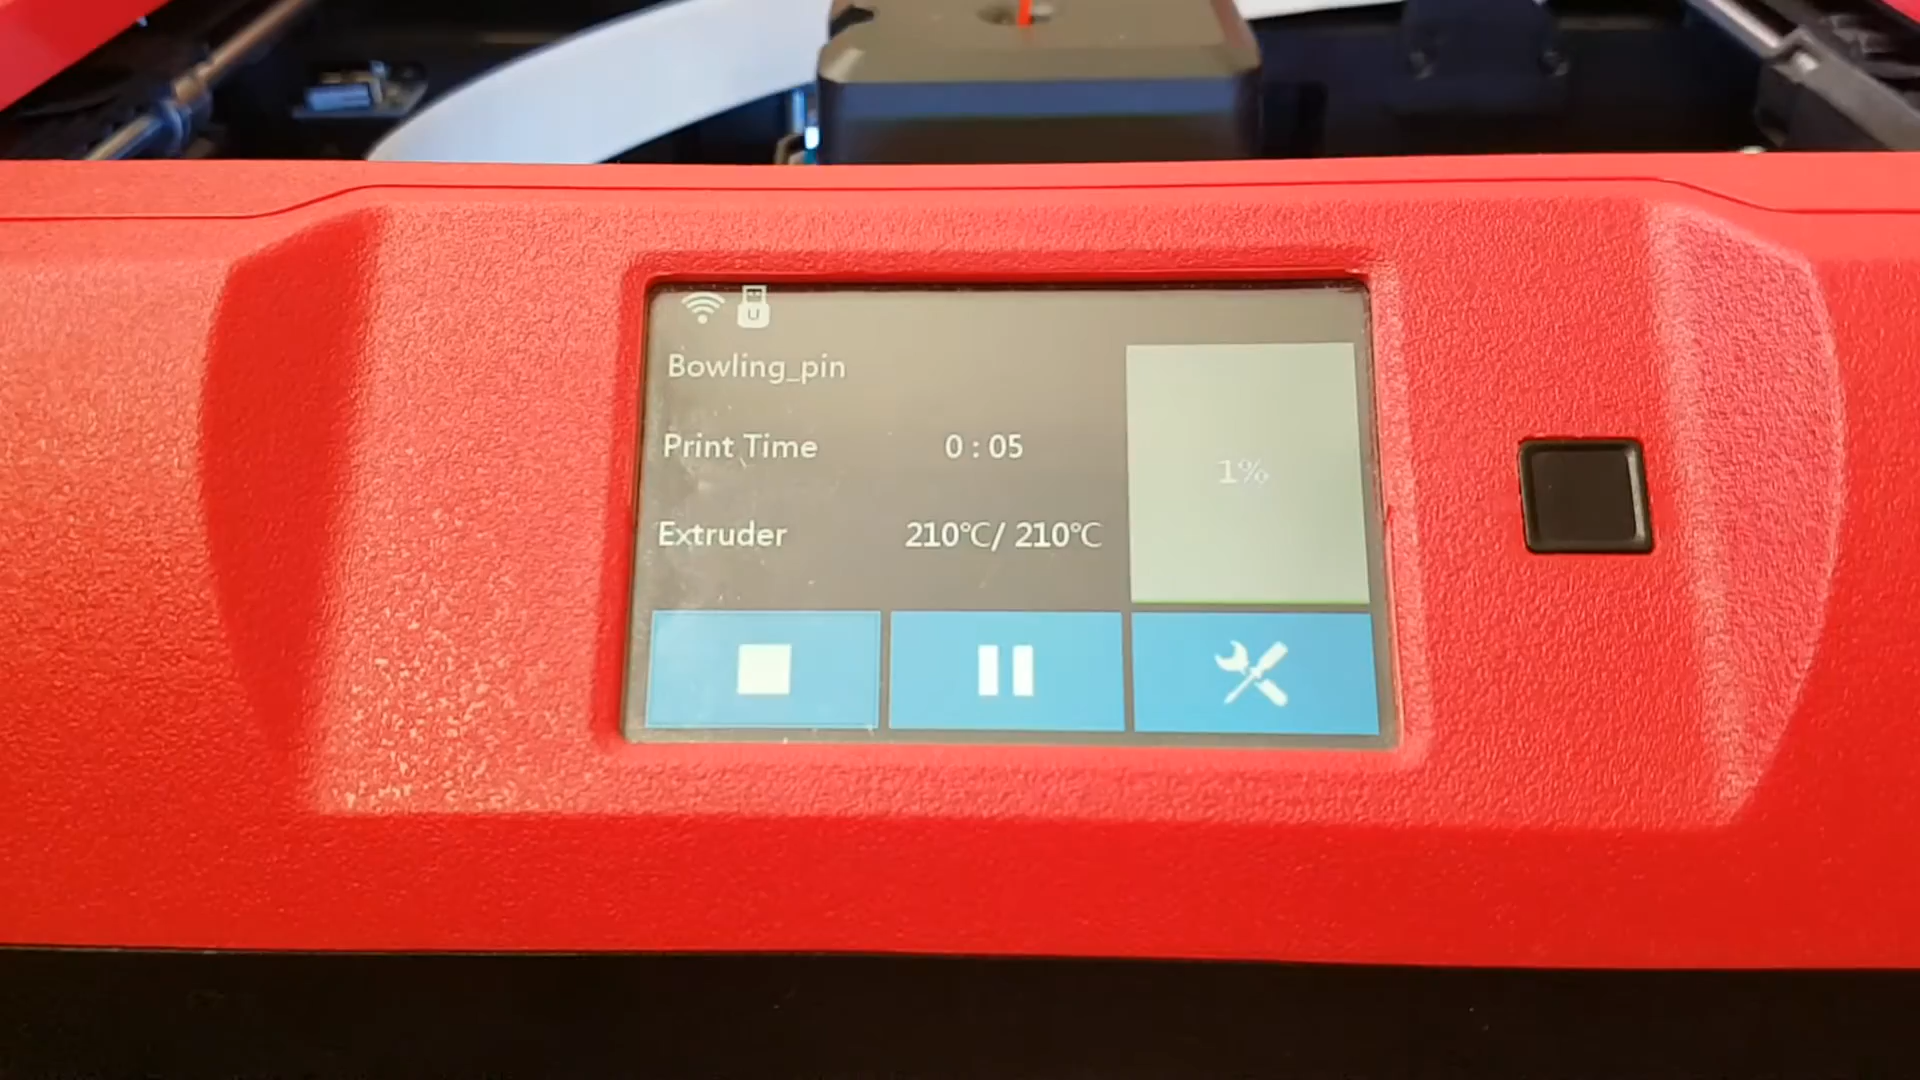 U
Bowling_pin
Print Time 0 : 05
1%
Extruder 210℃/ 210℃